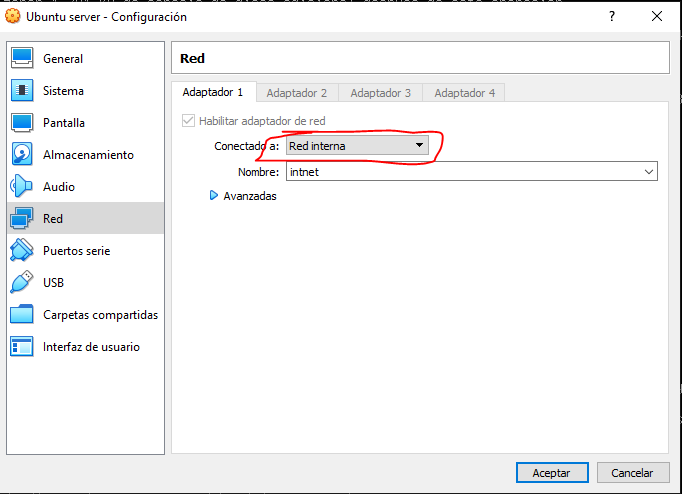 Ubuntu server - Configuración
General
Sistema
Pantalla
Almacenamiento
Audio
Red
Puertos serie
USB
Carpetas compartidas
Interfaz de usuario
Red
Adaptador 1 Adaptador 2 Adaptador 3 Adaptador 4
Habilitar adaptador de red
Conectado a: Red interna
Nombre: intnet
Avanzadas
Aceptar Cancelar